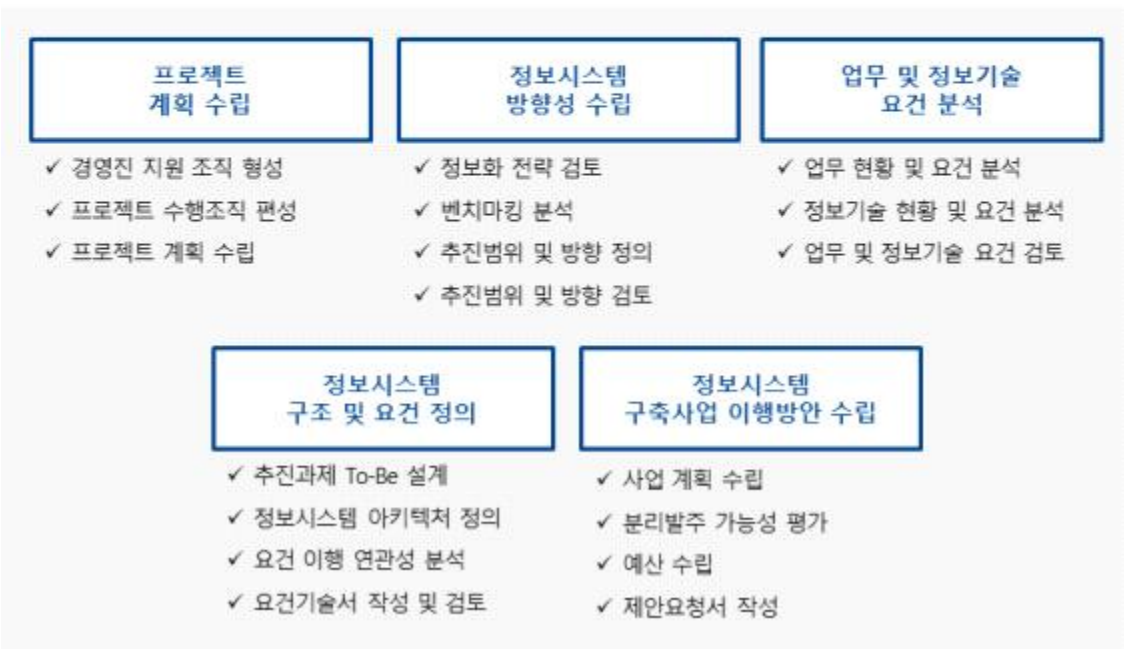 프로젝트
계획 수립
✓ 경영진 지원 조직 형성
✓ 프로젝트 수행조직 편성
✓ 프로젝트 계획 수립
정보시스템
방향성 수립
✓ 정보화 전략 검토
✓ 벤치마킹 분석
✓ 추진범위 및 방향 정의
✓ 추진범위 및 방향 검토
업무 및 정보기술
요건 분석
✓ 업무 현황 및 요건 분석
✓ 정보기술 현황 및 요건 분석
✓ 업무 및 정보기술 요건 검토
정보시스템
구조 및 요건 정의
✓ 추진과제 To-Be 설계
✓ 정보시스템 아키텍처 정의
✓ 요건 이행 연관성 분석
✓ 요건기술서 작성 및 검토
정보시스템
구축사업 이행방안 수립
✓ 사업 계획 수립
✓ 분리발주 가능성 평가
✓ 예산 수립
✓ 제안요청서 작성